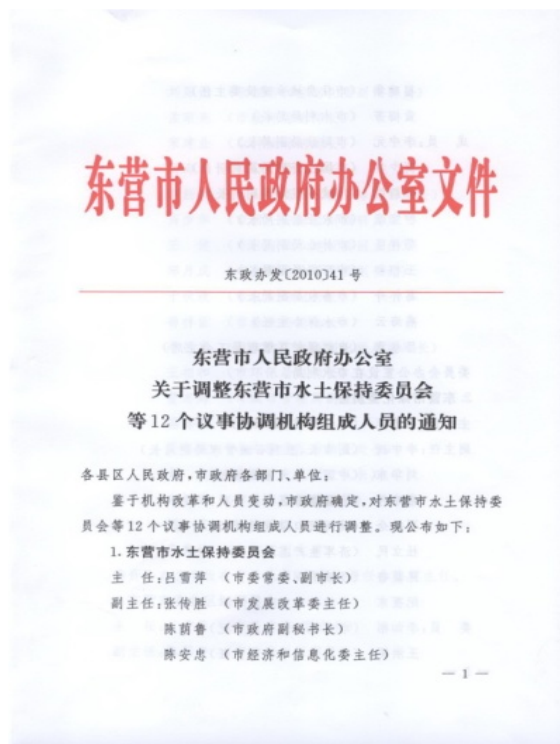 东营市人民政府办公室文件
东政办发〔2010〕41 号
东营市人民政府办公室
关于调整东营市水土保持委员会
等 12 个议事协调机构组成人员的通知
各县区人民政府,市政府各部门、单位:
鉴于机构改革和人员变动,市政府确定,对东营市水土保持委
员会等 12 个议事协调机构组成人员进行调整。现公布如下:
1. 东营市水土保持委员会
主 任:吕雪萍 (市委常委、副市长)
副主任:张传胜 (市发展改革委主任)
陈荫鲁 (市政府副秘书长)
陈安忠 (市经济和信息化委主任)
— 1 —